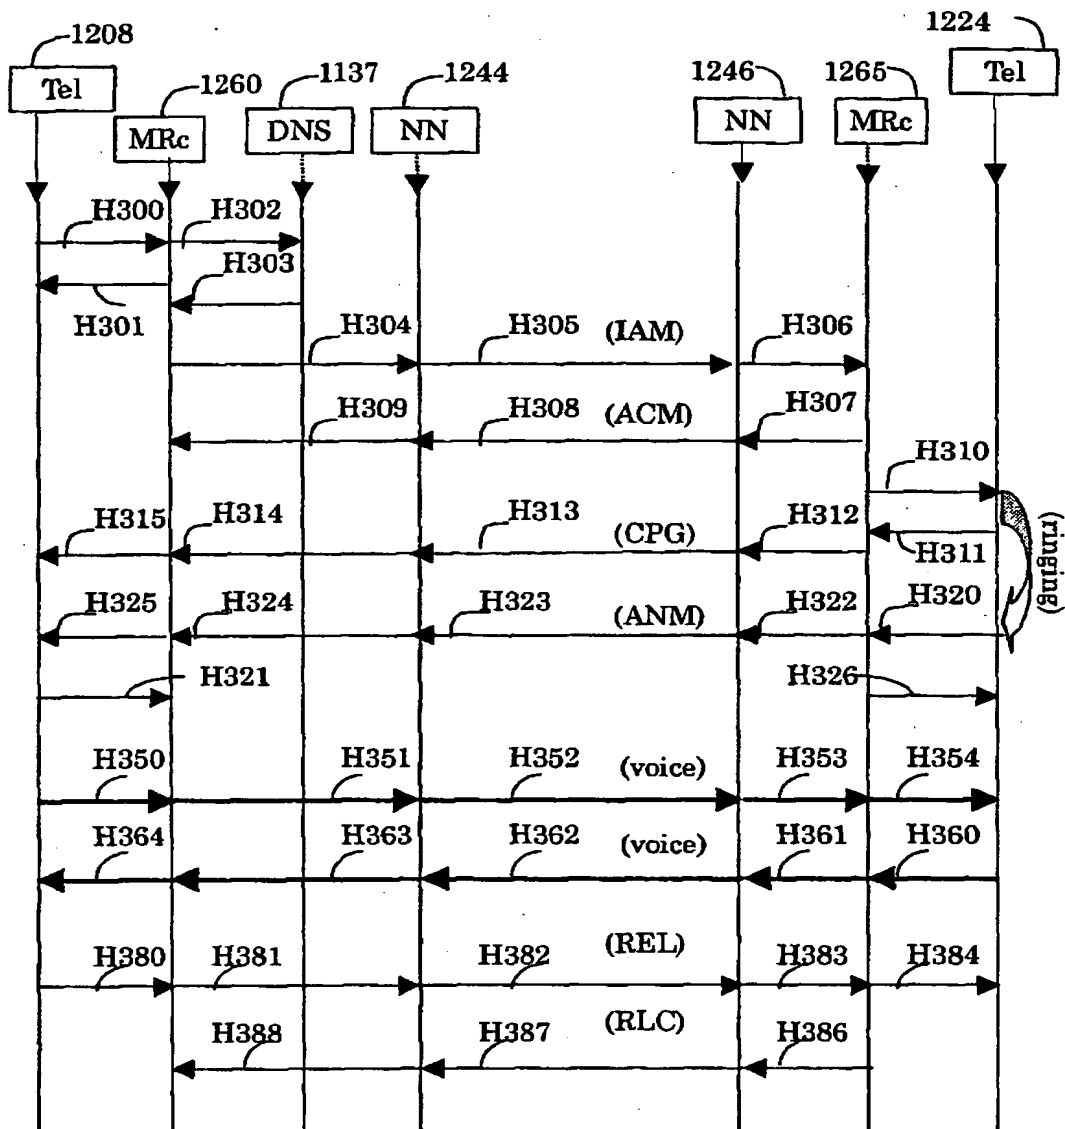 1208 1224
Tel 1260 1137 1244 1246 1265 Tel
MRc DNS NN NN MRc
H300 H302
H303
H301
H304 H305 (IAM) H306
H309 H308 (ACM) H307
H310
H315 H314 H313 (CPG) H312 H311 (ringing)
H325 H324 H323 (ANM) H322 H320
H321 H326
H350 H351 H352 (voice) H353 H354
H364 H363 H362 (voice) H361 H360
H380 H381 H382 (REL) H383 H384
H388 H387 (RLC) H386